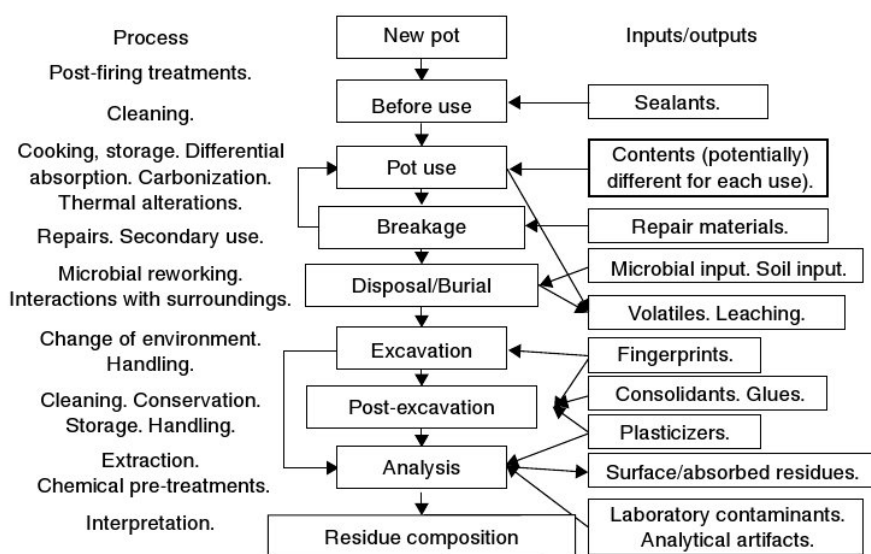 Process
New pot
Inputs/outputs
Post-firing treatments.
Before use
Sealants.
Cleaning.
Cooking, storage. Differential
absorption. Carbonization.
Thermal alterations.
Pot use
Contents (potentially)
different for each use).
Breakage
Repair materials.
Repairs. Secondary use.
Microbial reworking.
Interactions with surroundings.
Disposal/Burial
Microbial input. Soil input.
Volatiles. Leaching.
Change of environment.
Handling.
Excavation
Fingerprints.
Cleaning. Conservation.
Storage. Handling.
Post-excavation
Consolidants. Glues.
Plasticizers.
Extraction.
Chemical pre-treatments.
Analysis
Surface/absorbed residues.
Interpretation.
Residue composition
Laboratory contaminants.
Analytical artifacts.